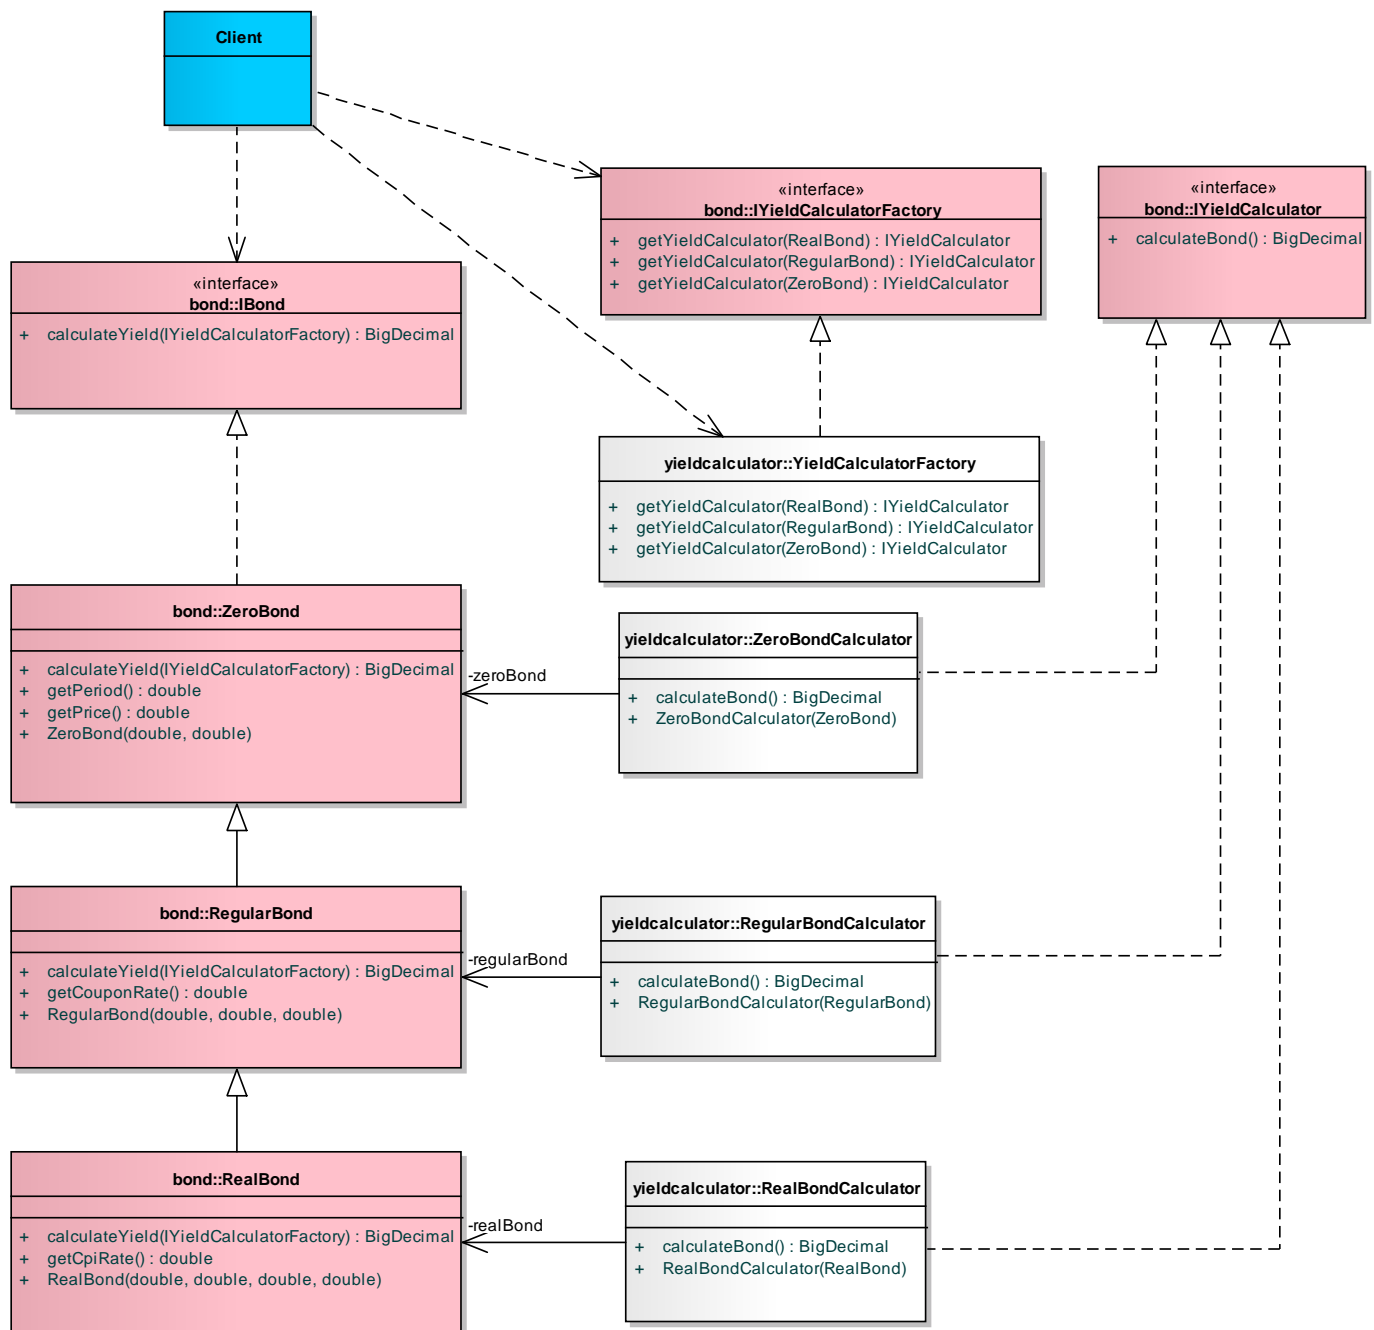 Client
«interface»
bond::IYieldCalculatorFactory
+ getYieldCalculator(RealBond) : IYieldCalculator
+ getYieldCalculator(RegularBond) : IYieldCalculator
+ getYieldCalculator(ZeroBond) : IYieldCalculator
«interface»
bond::IYieldCalculator
+ calculateBond() : BigDecimal
«interface»
bond::IBond
+ calculateYield(IYieldCalculatorFactory) : BigDecimal
yieldcalculator::YieldCalculatorFactory
+ getYieldCalculator(RealBond) : IYieldCalculator
+ getYieldCalculator(RegularBond) : IYieldCalculator
+ getYieldCalculator(ZeroBond) : IYieldCalculator
bond::ZeroBond
+ calculateYield(IYieldCalculatorFactory) : BigDecimal
+ getPeriod() : double
+ getPrice() : double
+ ZeroBond(double, double)
-zeroBond
yieldcalculator::ZeroBondCalculator
+ calculateBond() : BigDecimal
+ ZeroBondCalculator(ZeroBond)
bond::RegularBond
+ calculateYield(IYieldCalculatorFactory) : BigDecimal
+ getCouponRate() : double
+ RegularBond(double, double, double)
-regularBond
yieldcalculator::RegularBondCalculator
+ calculateBond() : BigDecimal
+ RegularBondCalculator(RegularBond)
bond::RealBond
+ calculateYield(IYieldCalculatorFactory) : BigDecimal
+ getCpiRate() : double
+ RealBond(double, double, double, double)
-realBond
yieldcalculator::RealBondCalculator
+ calculateBond() : BigDecimal
+ RealBondCalculator(RealBond)